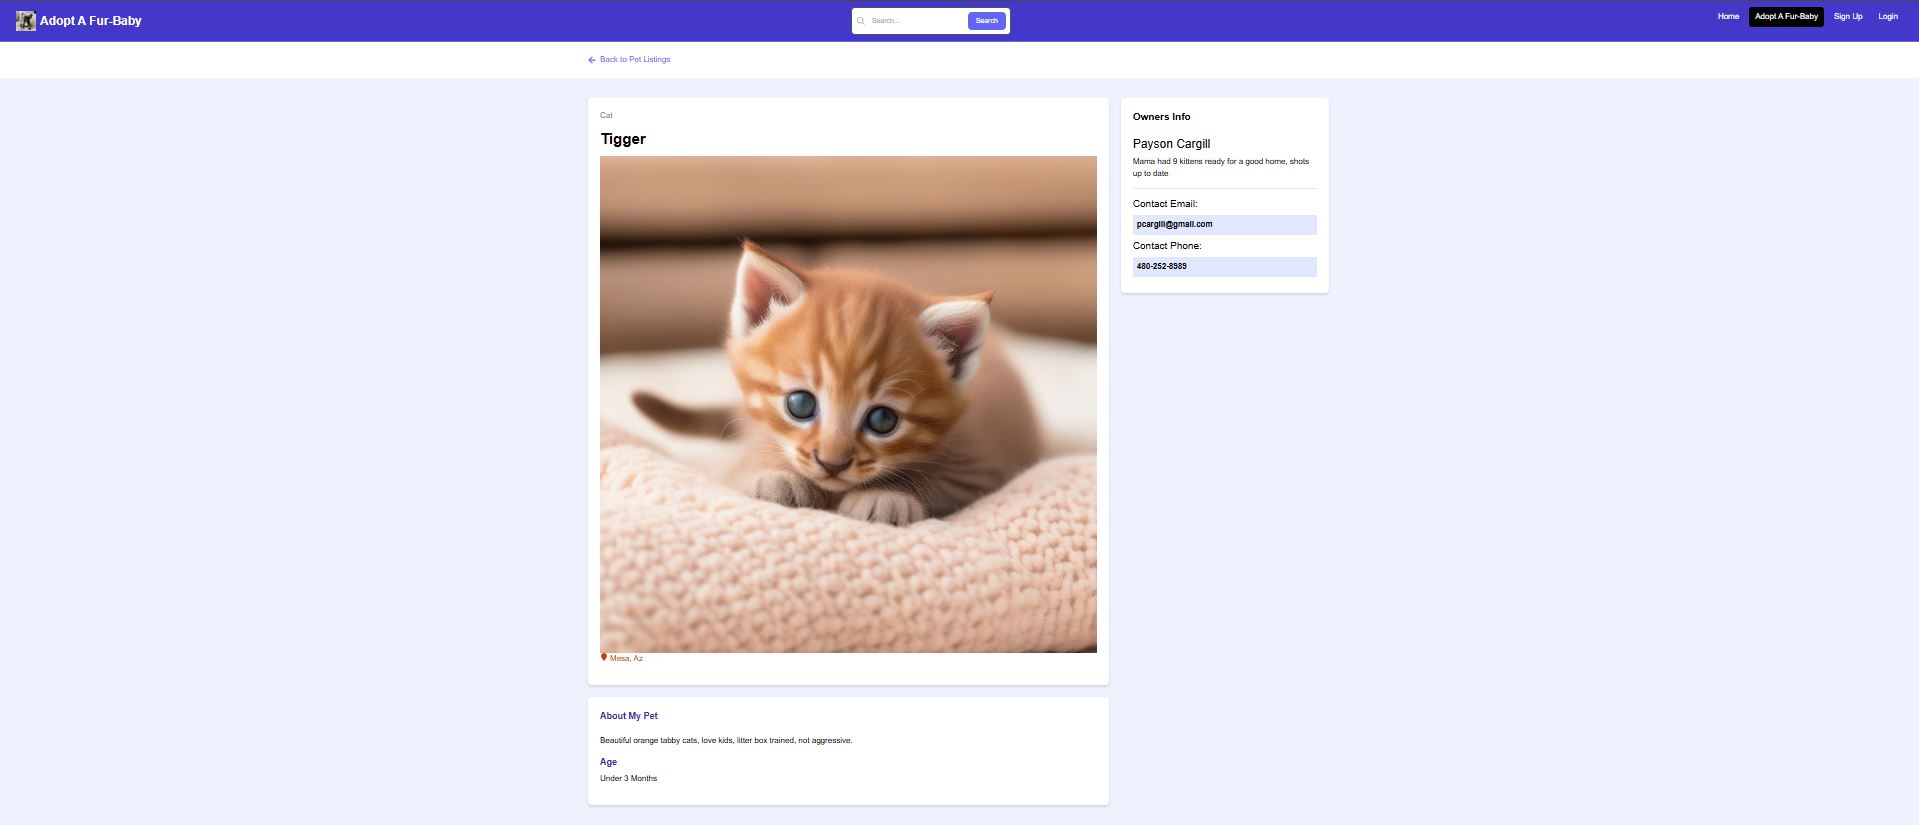 Adopt A Fur-Baby
Search...
Search
Home
Adopt A Fur-Baby
Sign Up
Login
Back to Pet Listings
Cat
Tigger
Mesa, Az
About My Pet
Beautiful orange tabby cats, love kids, litter box trained, not aggressive.
Age
Under 3 Months
Owners Info
Payson Cargill
Mama had 9 kittens ready for a good home, shots
up to date
Contact Email:
pcargill@gmail.com
Contact Phone:
480-252-8989